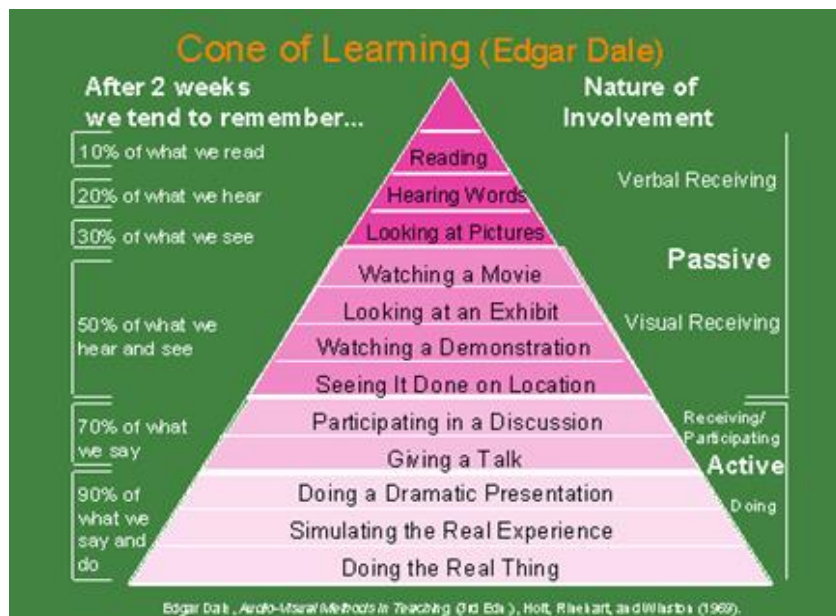 Cone of Learning (Edgar Dale)
After 2 weeks
we tend to remember...
Nature of
Involvement
10% of what we read
Reading
Verbal Receiving
20% of what we hear
Hearing Words
30% of what we see
Looking at Pictures
Passive
50% of what we
hear and see
Watching a Movie
Looking at an Exhibit
Watching a Demonstration
Seeing It Done on Location
Visual Receiving
70% of what
we say
Participating in a Discussion
Giving a Talk
Receiving/
Participating
Active
90% of
what we
say and
do
Doing a Dramatic Presentation
Simulating the Real Experience
Doing the Real Thing
Doing
Edgar Dale, Audio-Visual Methods in Teaching (3rd Edn.), Holt, Rinehart, and Winston (1969).